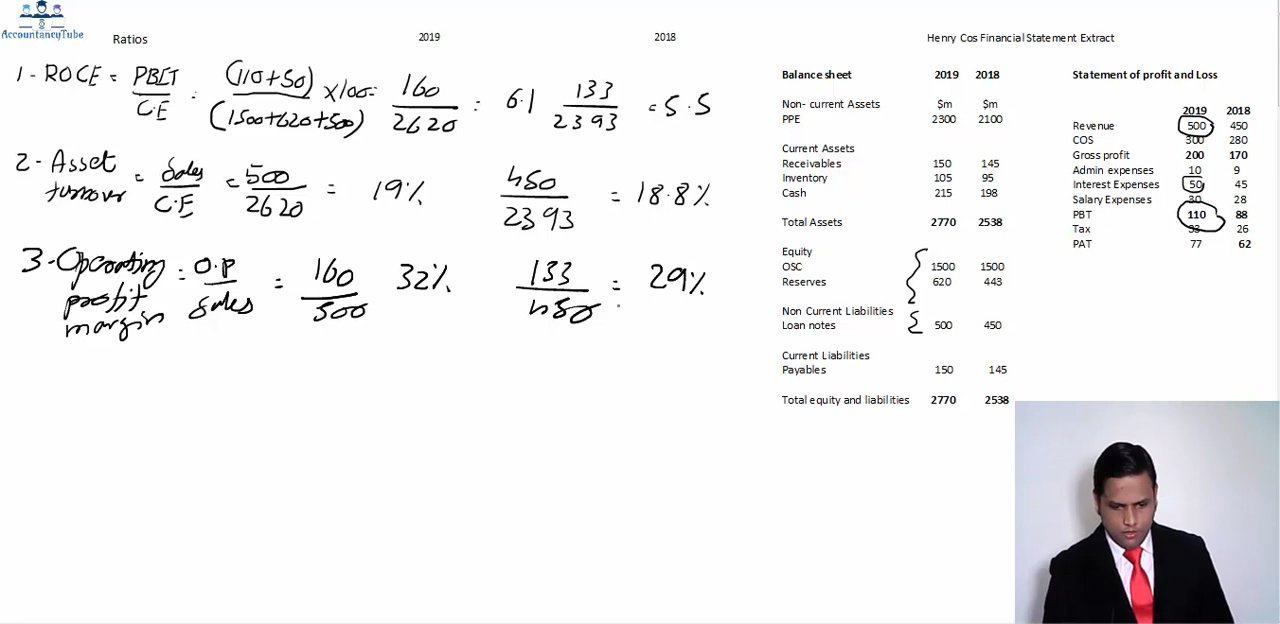 AccountancyTube
Ratios 2019 2018
1 - ROCE = PBIT / C.E = (110+50) / (1500+620+500) x100= 160 / 2620 = 6.1 133 / 2393 = 5.5
2 - Asset turnover = Sales / C.E = 500 / 2620 = 19% 450 / 2393 = 18.8%
3 - Operating profit margin = O.P / Sales = 160 / 500 32% 133 / 450 = 29%
Henry Cos Financial Statement Extract
Balance sheet 2019 2018
Non- current Assets $m $m
PPE 2300 2100
Current Assets
Receivables 150 145
Inventory 105 95
Cash 215 198
Total Assets 2770 2538
Equity
OSC 1500 1500
Reserves 620 443
Non Current Liabilities
Loan notes 500 450
Current Liabilities
Payables 150 145
Total equity and liabilities 2770 2538
Statement of profit and Loss
2019 2018
Revenue 500 450
COS 300 280
Gross profit 200 170
Admin expenses 10 9
Interest Expenses 50 45
Salary Expenses 30 28
PBT 110 88
Tax 33 26
PAT 77 62